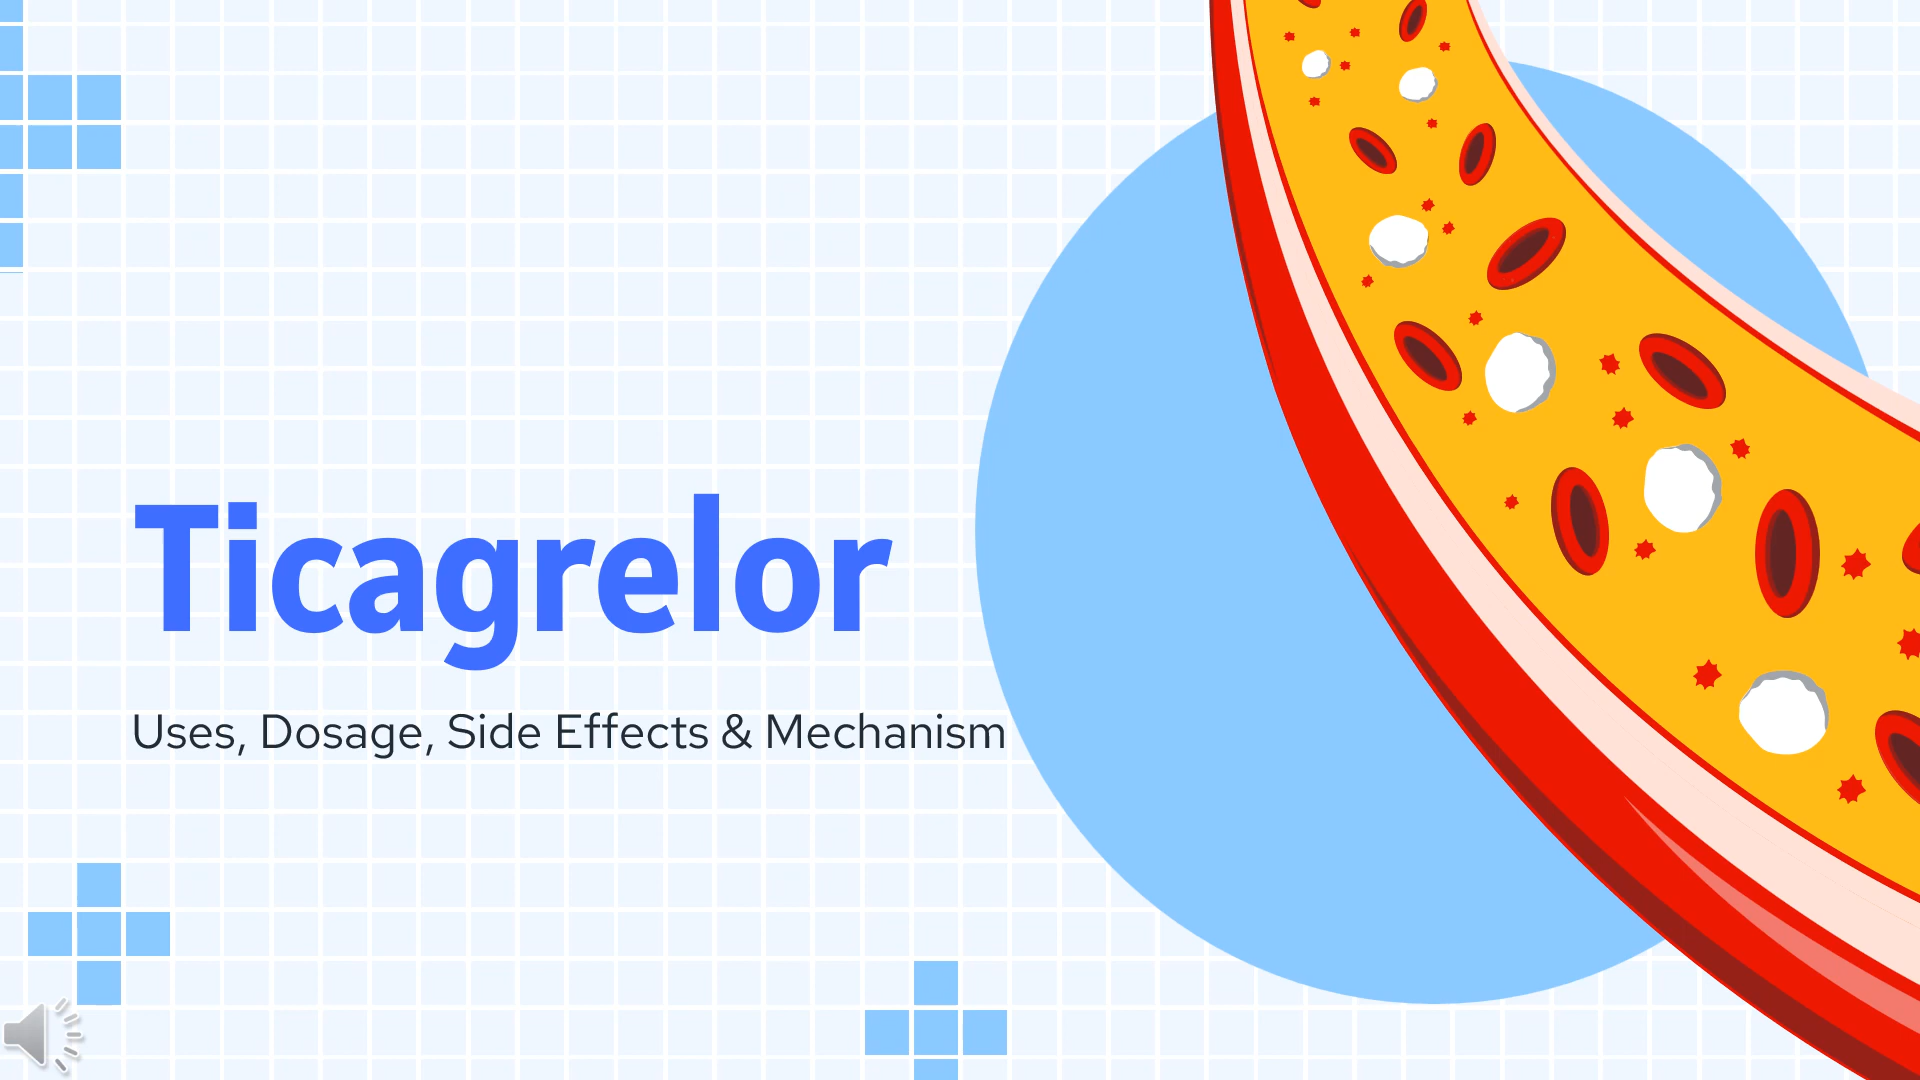 Ticagrelor
Uses, Dosage, Side Effects & Mechanism